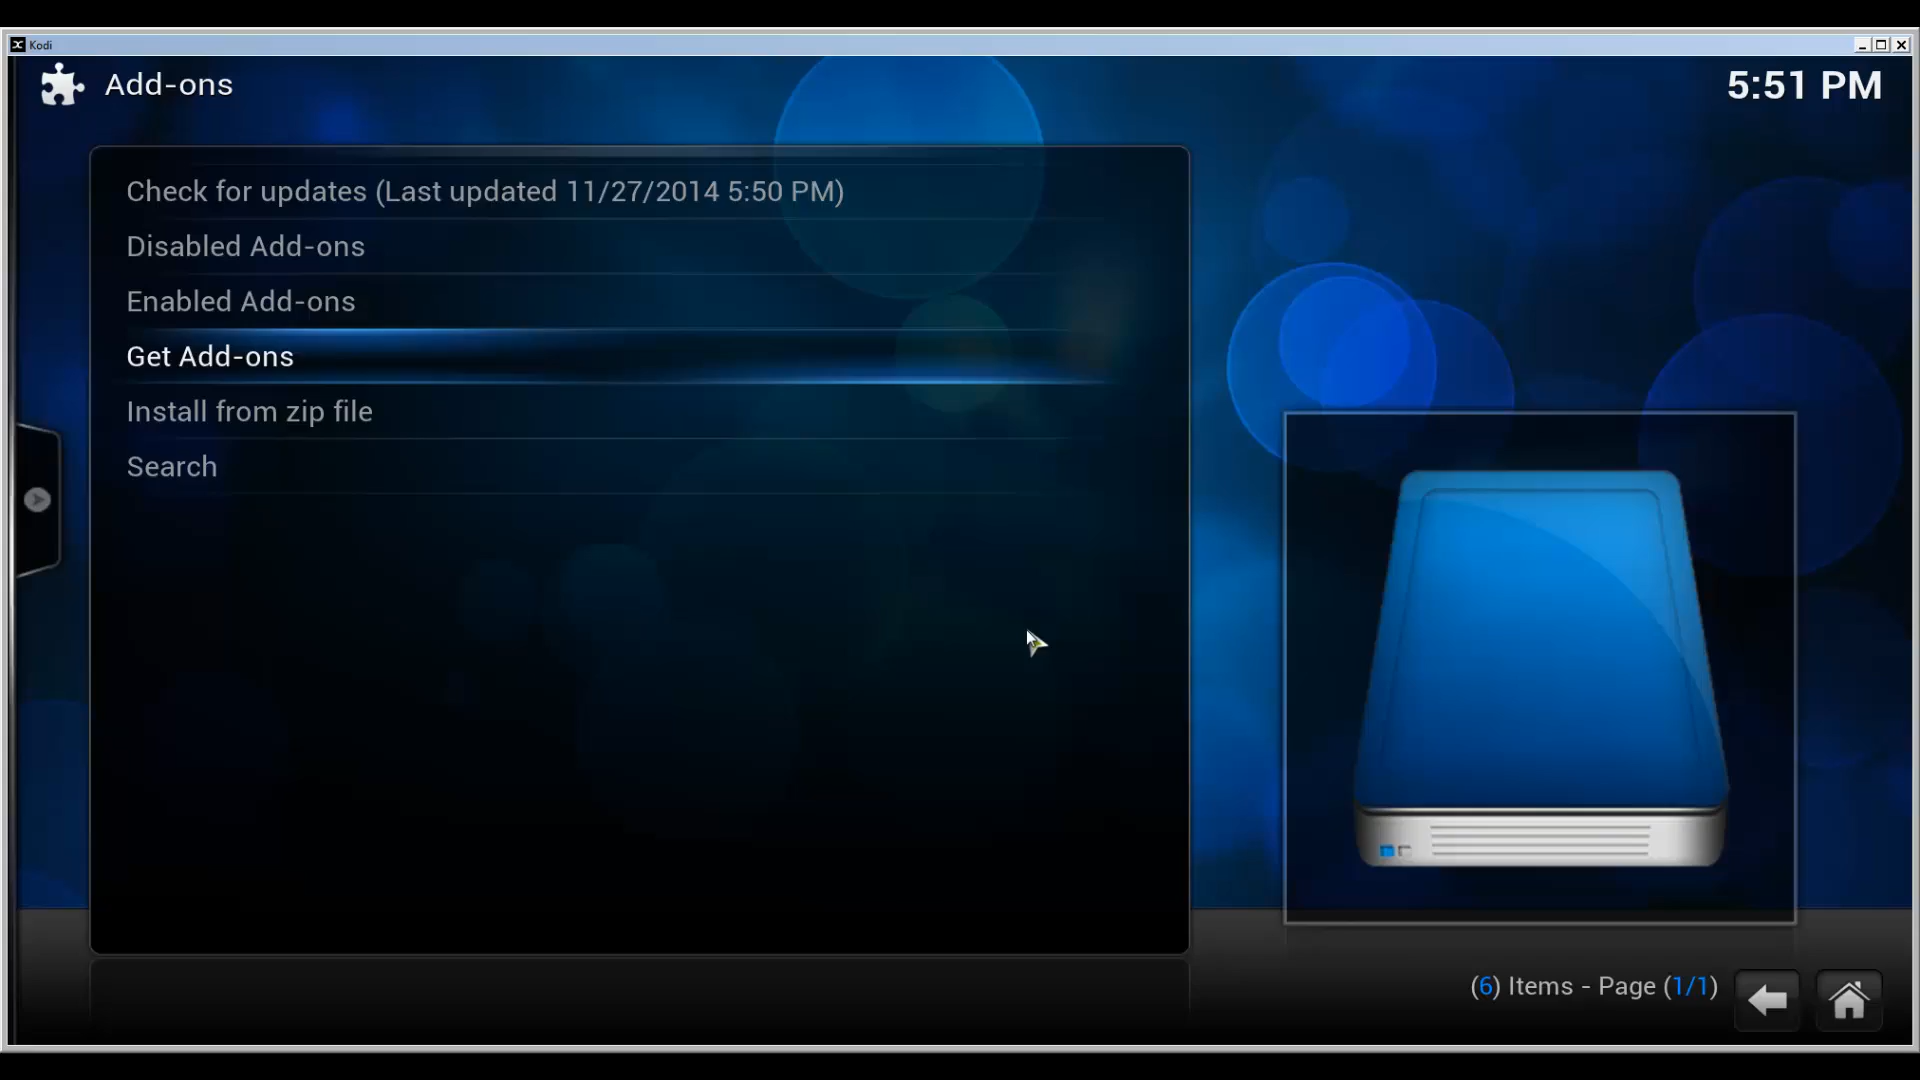 Kodi
Add-ons
5:51 PM
Check for updates (Last updated 11/27/2014 5:50 PM)
Disabled Add-ons
Enabled Add-ons
Get Add-ons
Install from zip file
Search
(6) Items - Page (1/1)